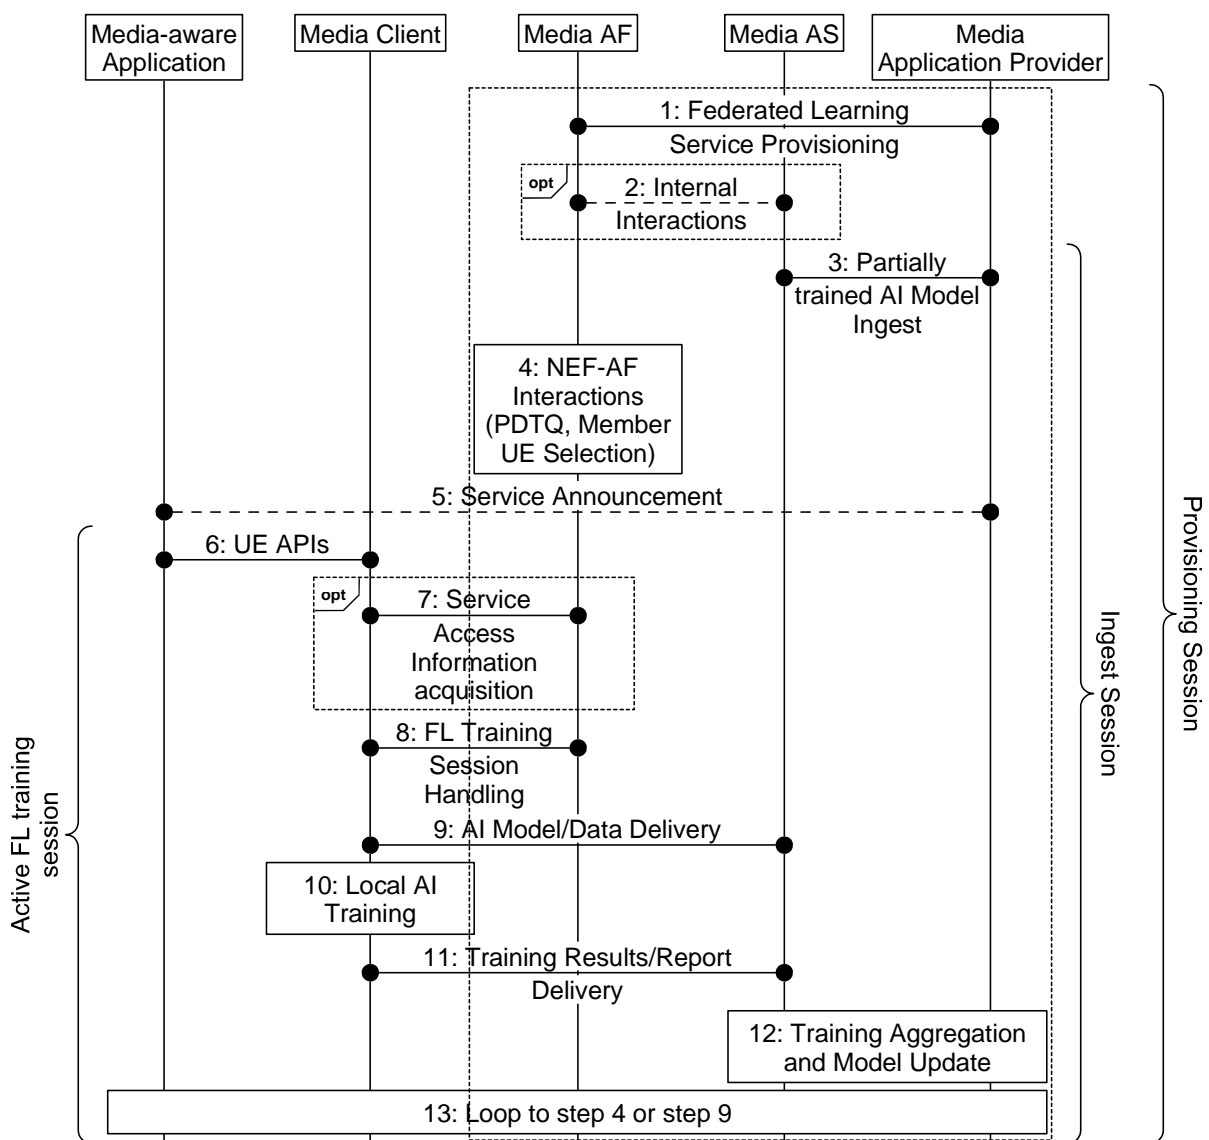 Media-aware
Application
Media Client
Media AF
Media AS
Media
Application Provider
1: Federated Learning
Service Provisioning
opt
2: Internal
Interactions
3: Partially
trained AI Model
Ingest
4: NEF-AF
Interactions
(PDTQ, Member
UE Selection)
5: Service Announcement
6: UE APIs
opt
7: Service
Access
Information
acquisition
8: FL Training
Session
Handling
9: AI Model/Data Delivery
10: Local AI
Training
11: Training Results/Report
Delivery
12: Training Aggregation
and Model Update
13: Loop to step 4 or step 9
Active FL training
session
Ingest Session
Provisioning Session